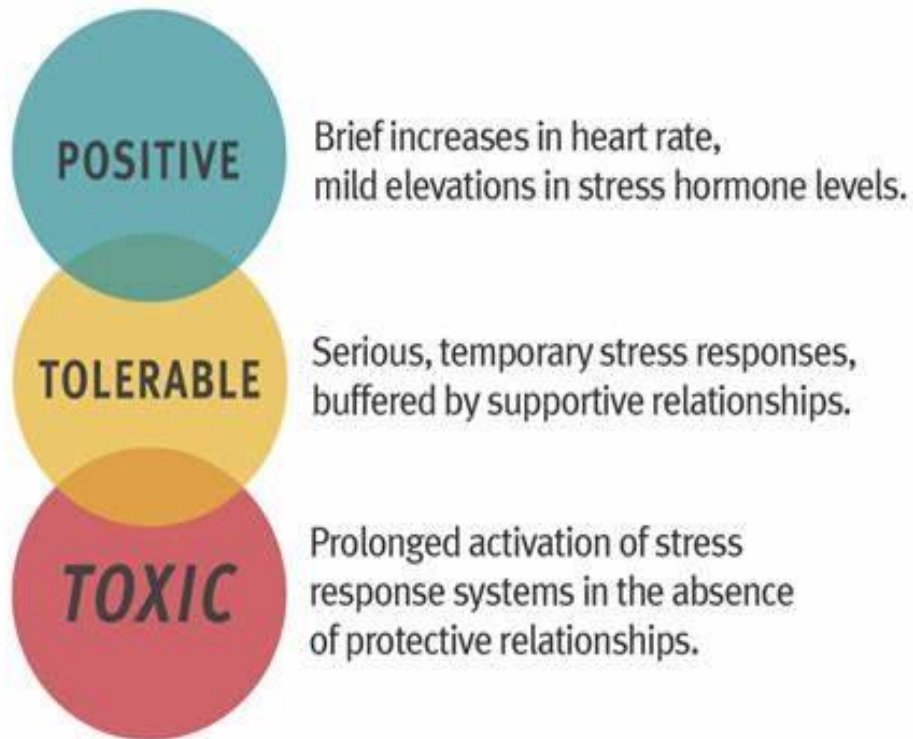 POSITIVE
Brief increases in heart rate,
mild elevations in stress hormone levels.
TOLERABLE
Serious, temporary stress responses,
buffered by supportive relationships.
TOXIC
Prolonged activation of stress
response systems in the absence
of protective relationships.